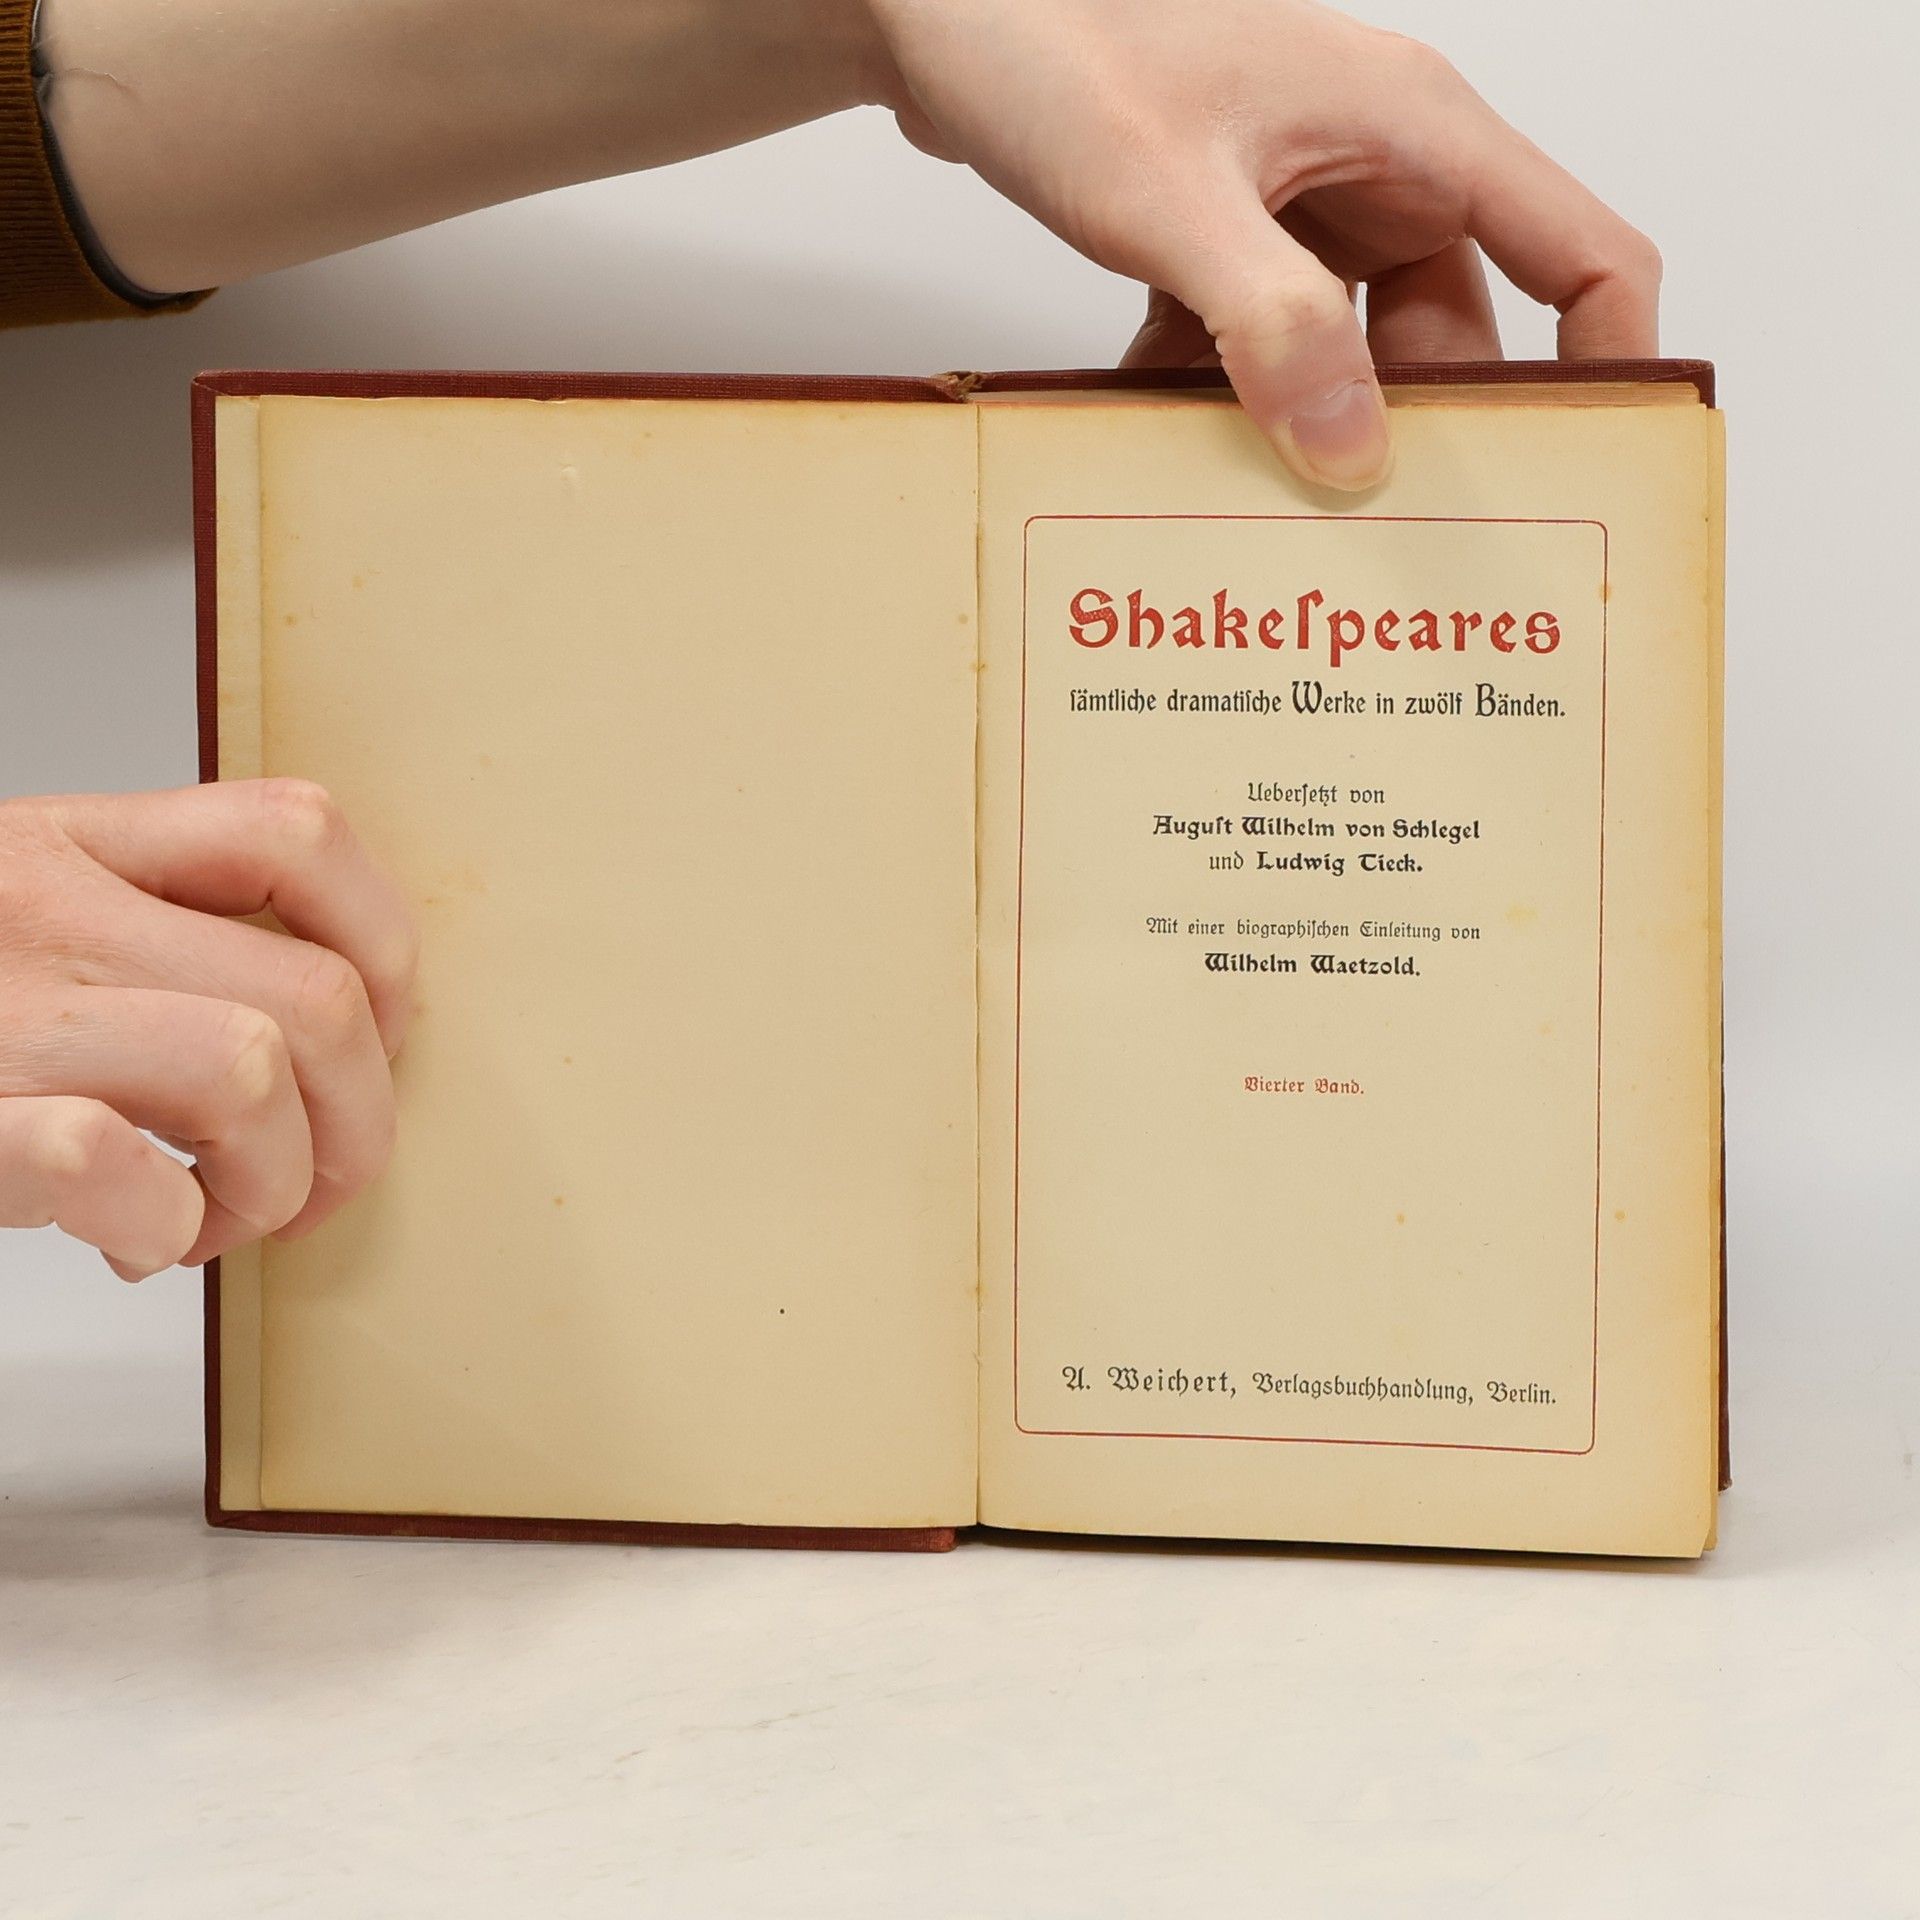 Shakeſpeares
ſämtliche dramatiſche Werke in zwölf Bänden.
Ueberſetzt von
Auguſt Wilhelm von Schlegel
und Ludwig Tieck.
Mit einer biographiſchen Einleitung von
Wilhelm Waetzold.
Vierter Band.
A. Weichert, Verlagsbuchhandlung, Berlin.